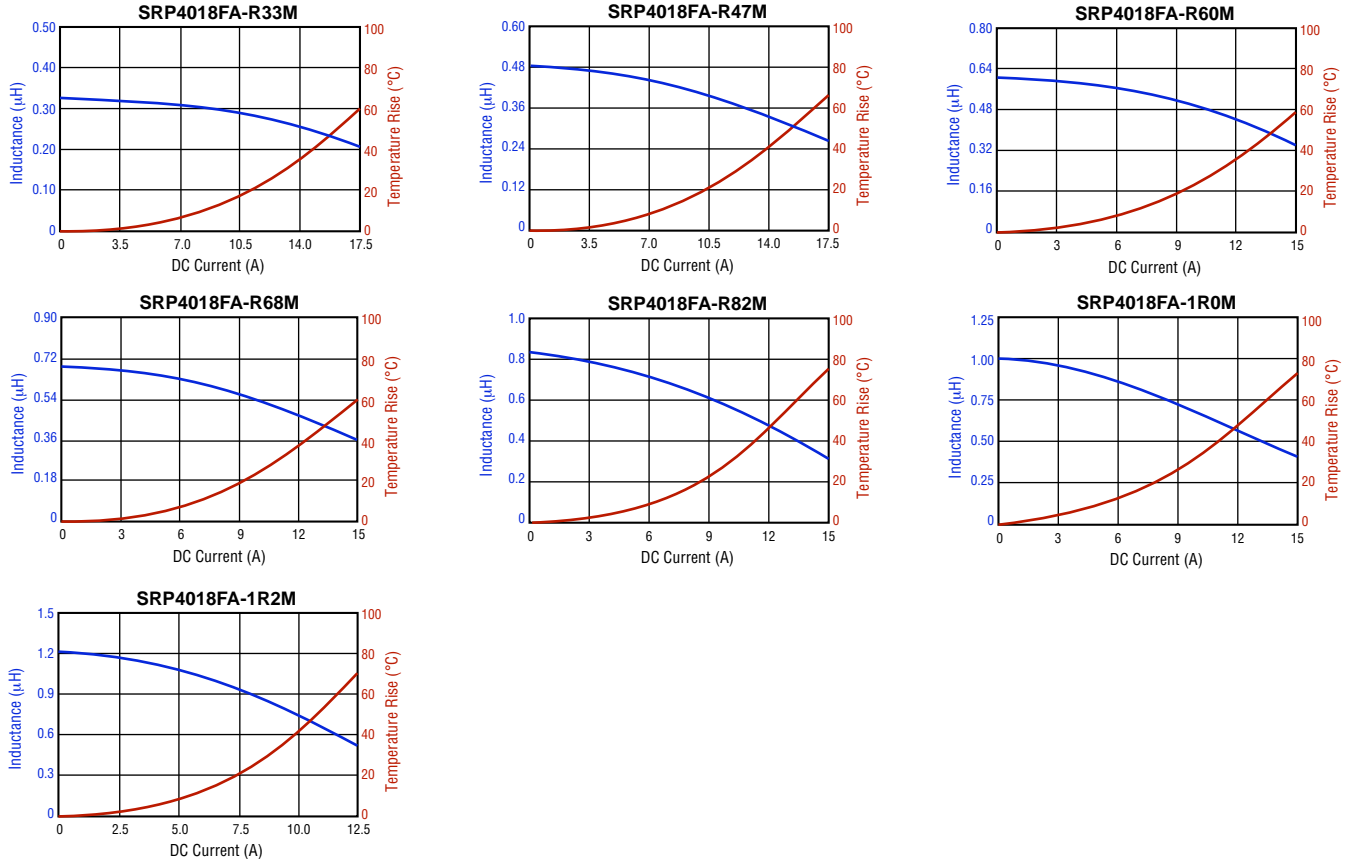 SRP4018FA-R33M
0.50
0.40
0.30
0.20
0.10
0
Inductance (μH)
100
80
60
40
20
0
Temperature Rise (°C)
0 3.5 7.0 10.5 14.0 17.5
DC Current (A)
SRP4018FA-R47M
0.60
0.48
0.36
0.24
0.12
0
Inductance (μH)
100
80
60
40
20
0
Temperature Rise (°C)
0 3.5 7.0 10.5 14.0 17.5
DC Current (A)
SRP4018FA-R60M
0.80
0.64
0.48
0.32
0.16
0
Inductance (μH)
100
80
60
40
20
0
Temperature Rise (°C)
0 3 6 9 12 15
DC Current (A)
SRP4018FA-R68M
0.90
0.72
0.54
0.36
0.18
0
Inductance (μH)
100
80
60
40
20
0
Temperature Rise (°C)
0 3 6 9 12 15
DC Current (A)
SRP4018FA-R82M
1.0
0.8
0.6
0.4
0.2
0
Inductance (μH)
100
80
60
40
20
0
Temperature Rise (°C)
0 3 6 9 12 15
DC Current (A)
SRP4018FA-1R0M
1.25
1.00
0.75
0.50
0.25
0
Inductance (μH)
100
80
60
40
20
0
Temperature Rise (°C)
0 3 6 9 12 15
DC Current (A)
SRP4018FA-1R2M
1.5
1.2
0.9
0.6
0.3
0
Inductance (μH)
100
80
60
40
20
0
Temperature Rise (°C)
0 2.5 5.0 7.5 10.0 12.5
DC Current (A)